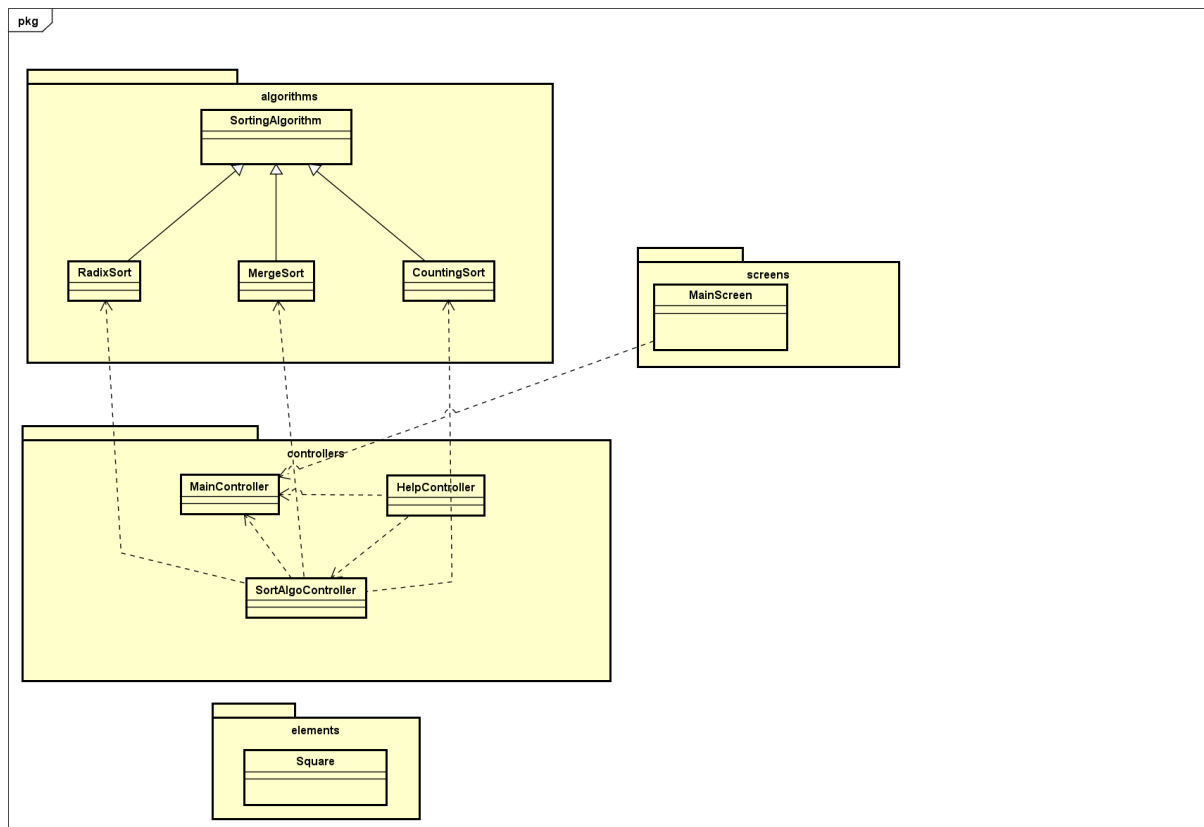 pkg
algorithms
SortingAlgorithm
RadixSort
MergeSort
CountingSort
screens
MainScreen
controllers
MainController
HelpController
SortAlgoController
elements
Square